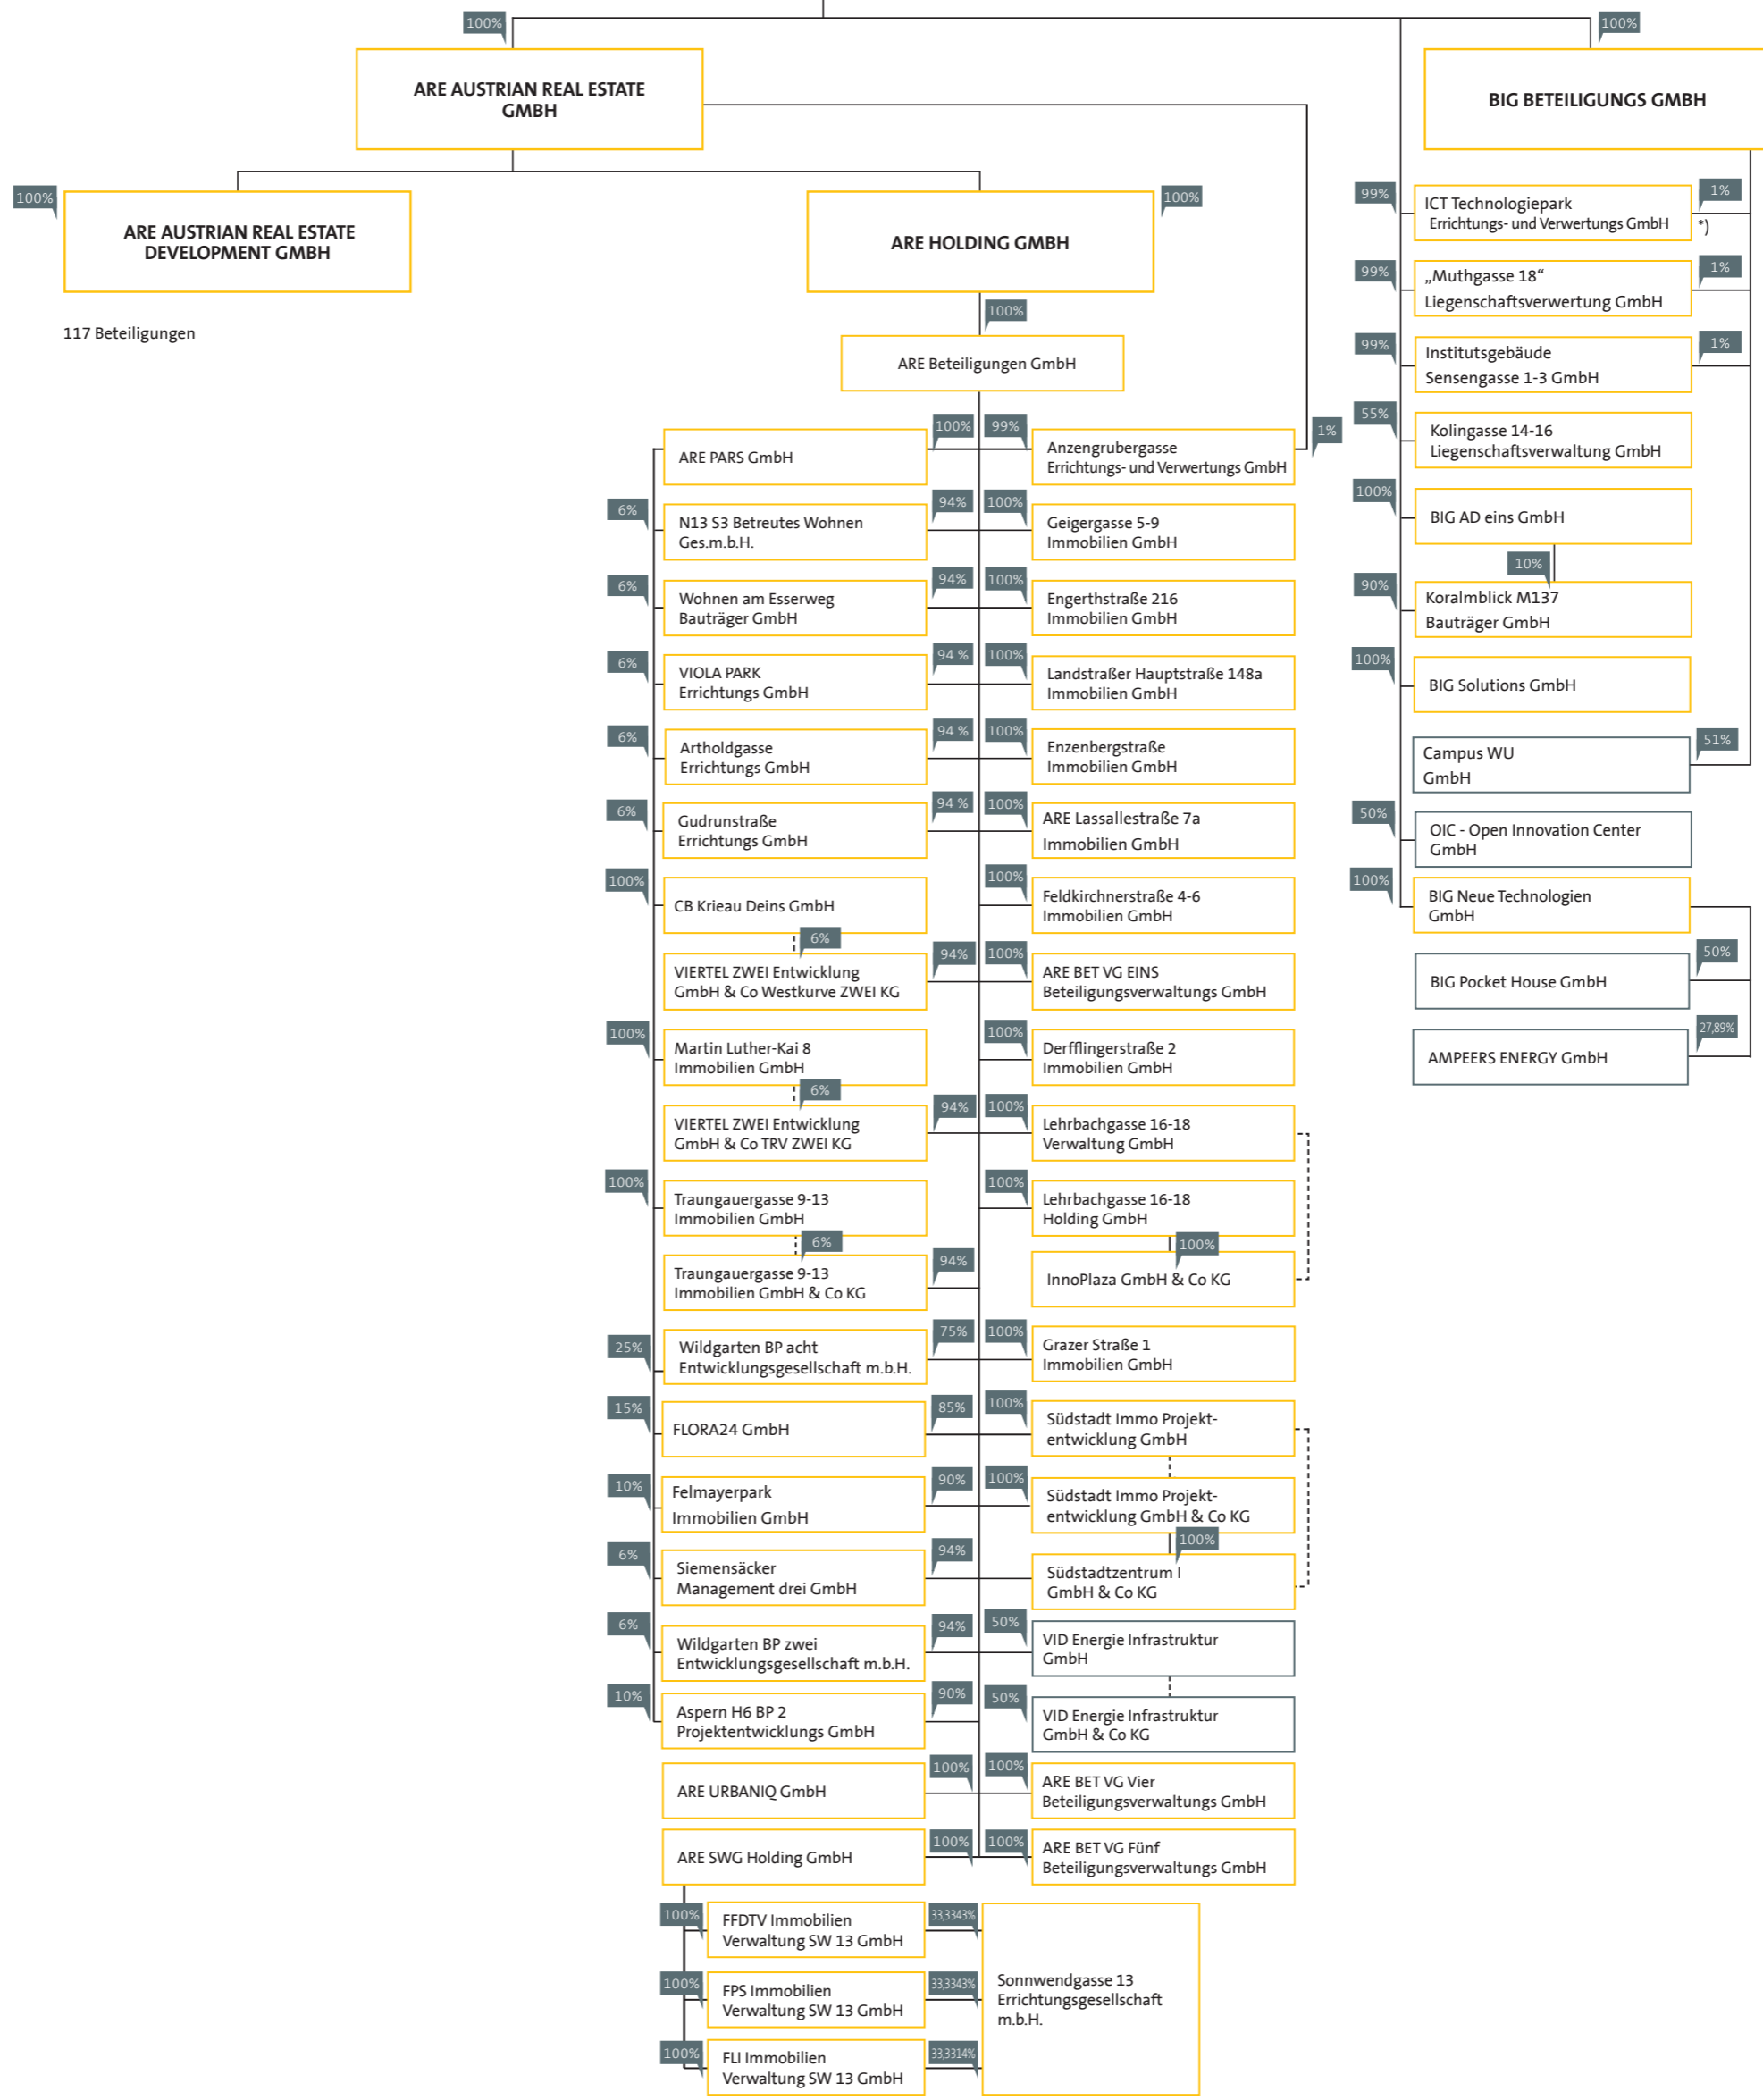 100%
100%
ARE AUSTRIAN REAL ESTATE
GMBH
BIG BETEILIGUNGS GMBH
100%
ARE AUSTRIAN REAL ESTATE
DEVELOPMENT GMBH
117 Beteiligungen
100%
ARE HOLDING GMBH
100%
ARE Beteiligungen GmbH
100%
ARE PARS GmbH
99%
Anzengrubergasse
Errichtungs- und Verwertungs GmbH
1%
6%
N13 S3 Betreutes Wohnen
Ges.m.b.H.
94%
100%
Geigergasse 5-9
Immobilien GmbH
6%
Wohnen am Esserweg
Bauträger GmbH
94%
100%
Engerthstraße 216
Immobilien GmbH
6%
VIOLA PARK
Errichtungs GmbH
94 %
100%
Landstraßer Hauptstraße 148a
Immobilien GmbH
6%
Artholdgasse
Errichtungs GmbH
94 %
100%
Enzenbergstraße
Immobilien GmbH
6%
Gudrunstraße
Errichtungs GmbH
94 %
100%
ARE Lassallestraße 7a
Immobilien GmbH
100%
CB Krieau Deins GmbH
100%
Feldkirchnerstraße 4-6
Immobilien GmbH
6%
VIERTEL ZWEI Entwicklung
GmbH & Co Westkurve ZWEI KG
94%
100%
ARE BET VG EINS
Beteiligungsverwaltungs GmbH
100%
Martin Luther-Kai 8
Immobilien GmbH
100%
Derfflingerstraße 2
Immobilien GmbH
6%
VIERTEL ZWEI Entwicklung
GmbH & Co TRV ZWEI KG
94%
100%
Lehrbachgasse 16-18
Verwaltung GmbH
100%
Traungauergasse 9-13
Immobilien GmbH
100%
Lehrbachgasse 16-18
Holding GmbH
6%
Traungauergasse 9-13
Immobilien GmbH & Co KG
94%
100%
InnoPlaza GmbH & Co KG
25%
Wildgarten BP acht
Entwicklungsgesellschaft m.b.H.
75%
100%
Grazer Straße 1
Immobilien GmbH
15%
FLORA24 GmbH
85%
100%
Südstadt Immo Projekt-
entwicklung GmbH
10%
Felmayerpark
Immobilien GmbH
90%
100%
Südstadt Immo Projekt-
entwicklung GmbH & Co KG
6%
Siemensäcker
Management drei GmbH
94%
100%
Südstadtzentrum I
GmbH & Co KG
6%
Wildgarten BP zwei
Entwicklungsgesellschaft m.b.H.
94%
50%
VID Energie Infrastruktur
GmbH
10%
Aspern H6 BP 2
Projektentwicklungs GmbH
90%
50%
VID Energie Infrastruktur
GmbH & Co KG
ARE URBANIQ GmbH
100%
100%
ARE BET VG Vier
Beteiligungsverwaltungs GmbH
ARE SWG Holding GmbH
100%
100%
ARE BET VG Fünf
Beteiligungsverwaltungs GmbH
100%
FFDTV Immobilien
Verwaltung SW 13 GmbH
33,3343%
100%
FPS Immobilien
Verwaltung SW 13 GmbH
33,3343%
100%
FLI Immobilien
Verwaltung SW 13 GmbH
33,3314%
Sonnwendgasse 13
Errichtungsgesellschaft
m.b.H.
99%
ICT Technologiepark
Errichtungs- und Verwertungs GmbH
1%
*)
99%
„Muthgasse 18“
Liegenschaftsverwertung GmbH
1%
99%
Institutsgebäude
Sensengasse 1-3 GmbH
1%
55%
Kolingasse 14-16
Liegenschaftsverwaltung GmbH
100%
BIG AD eins GmbH
10%
90%
Koralmblick M137
Bauträger GmbH
100%
BIG Solutions GmbH
Campus WU
GmbH
51%
50%
OIC - Open Innovation Center
GmbH
100%
BIG Neue Technologien
GmbH
BIG Pocket House GmbH
50%
AMPEERS ENERGY GmbH
27,89%